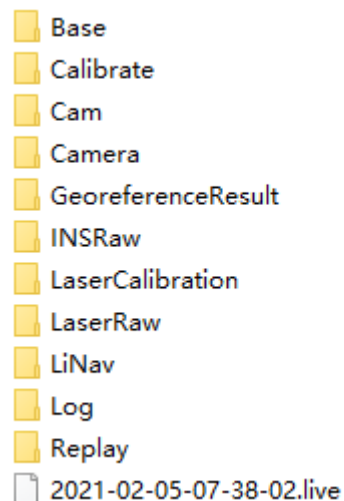 Base
Calibrate
Cam
Camera
GeoreferenceResult
INSRaw
LaserCalibration
LaserRaw
LiNav
Log
Replay
2021-02-05-07-38-02.live